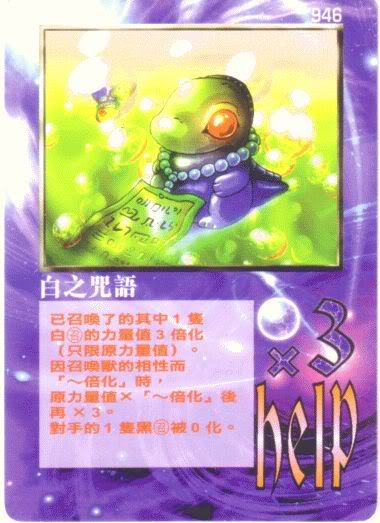 946
白之咒語
已召喚了的其中1隻
白㊁的力量值3倍化
（只限原力量值）。
因召喚獸的相性而
「～倍化」時，
原力量值×「～倍化」後
再×3。
對手的1隻黑㊁被0化。
×3
help